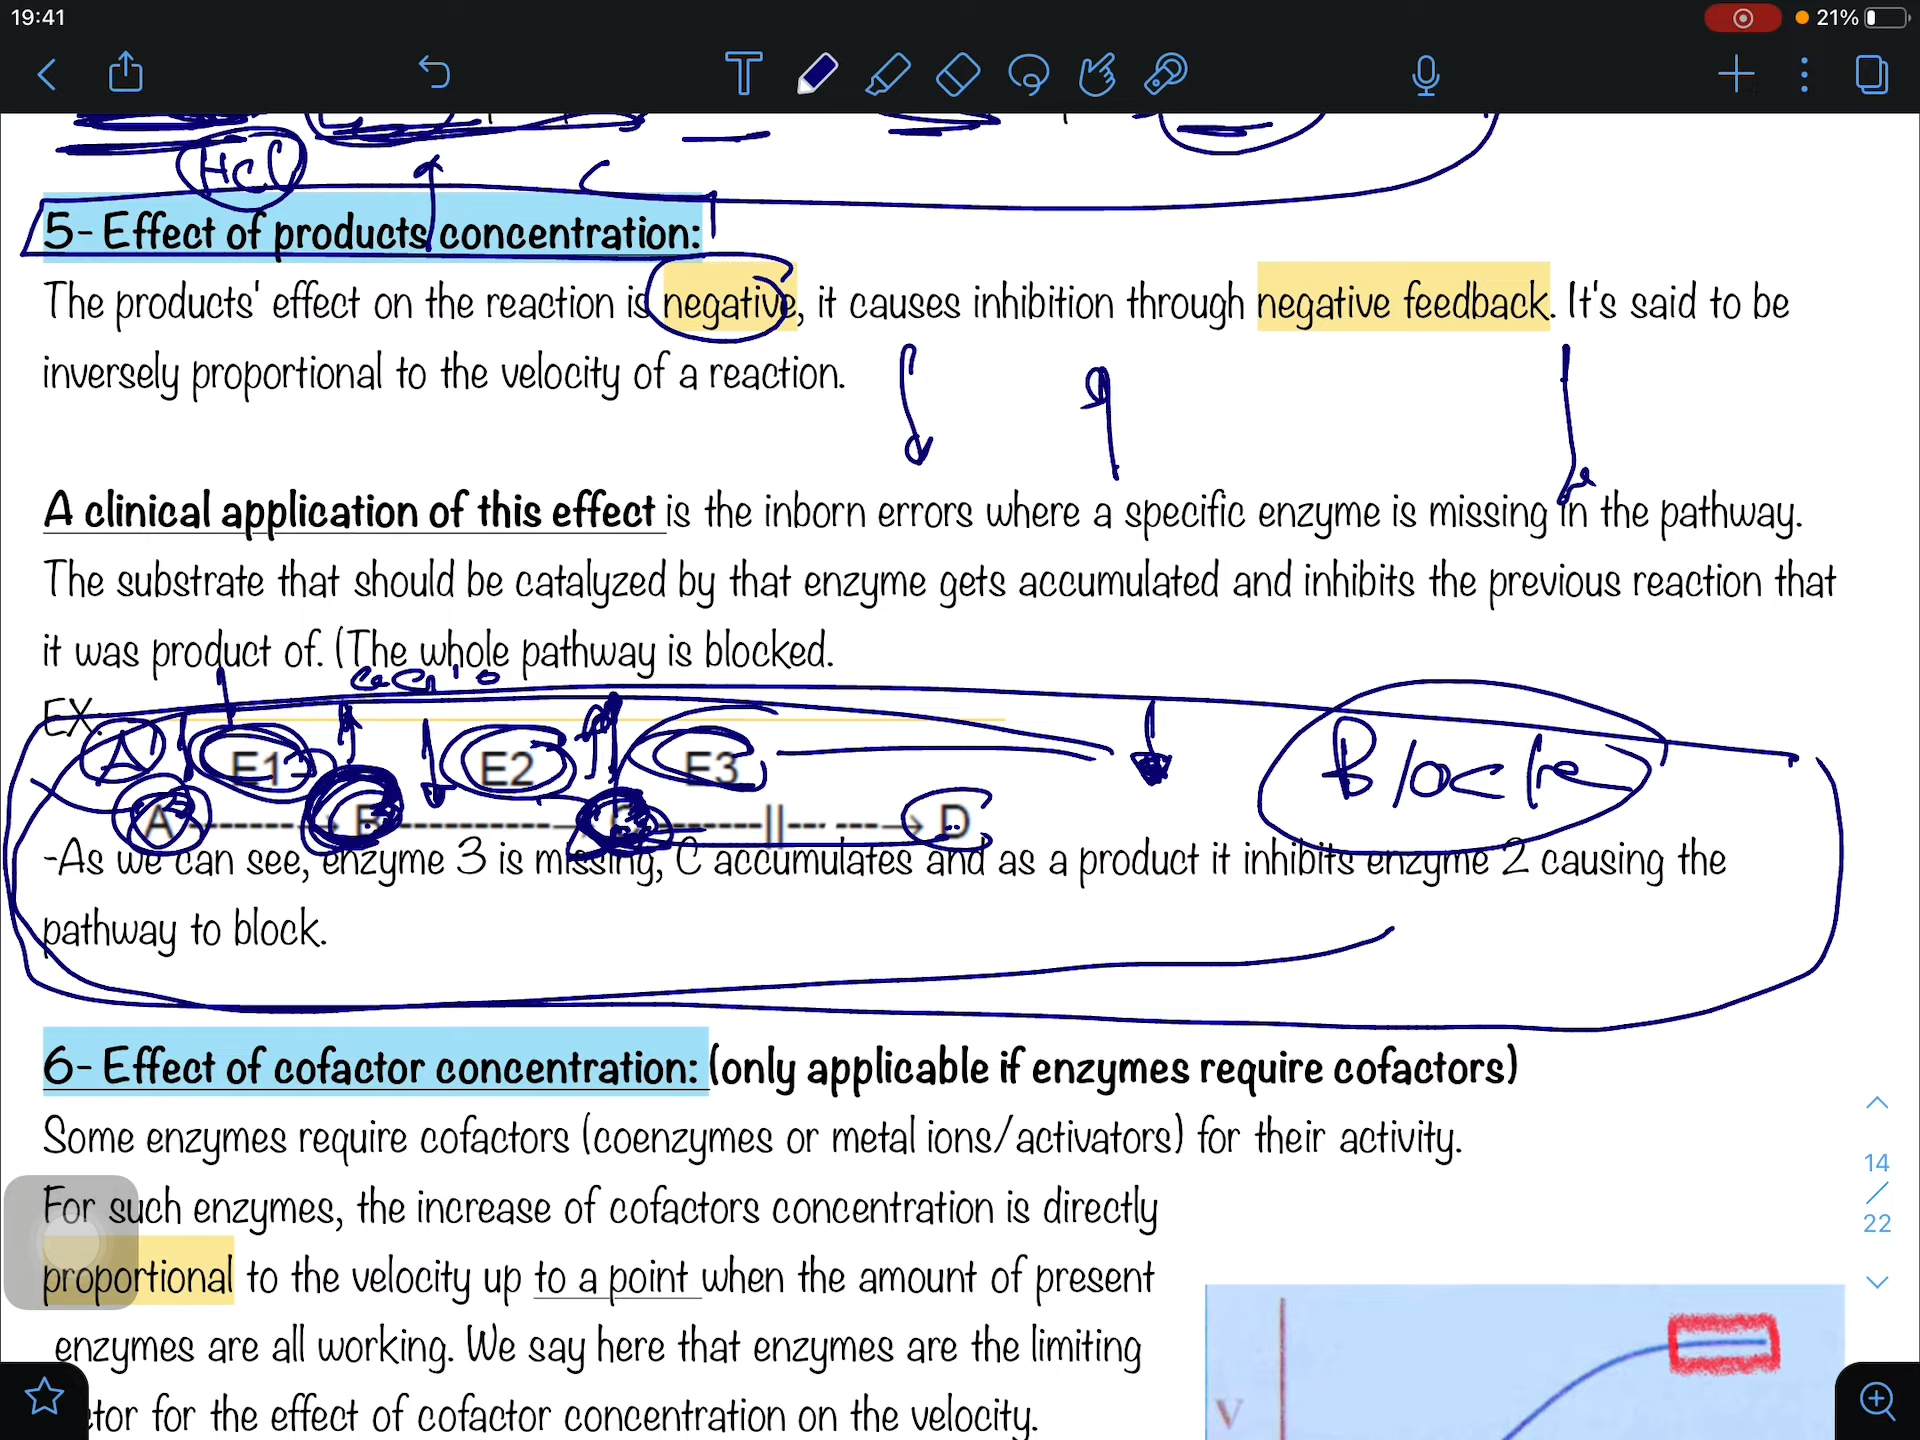 19:41
21%
HCl
5- Effect of products concentration:
The products' effect on the reaction is negative, it causes inhibition through negative feedback. It's said to be
inversely proportional to the velocity of a reaction.
A clinical application of this effect is the inborn errors where a specific enzyme is missing in the pathway.
The substrate that should be catalyzed by that enzyme gets accumulated and inhibits the previous reaction that
it was product of. (The whole pathway is blocked.
EX:
A
E1 E2 E3 Block
A --------→ B ------------ C --------||--- ---→ D
-As we can see, enzyme 3 is missing, C accumulates and as a product it inhibits enzyme 2 causing the
pathway to block.
6- Effect of cofactor concentration: (only applicable if enzymes require cofactors)
Some enzymes require cofactors (coenzymes or metal ions/activators) for their activity.
For such enzymes, the increase of cofactors concentration is directly
proportional to the velocity up to a point when the amount of present
enzymes are all working. We say here that enzymes are the limiting
for the effect of cofactor concentration on the velocity.
V
14
/
22